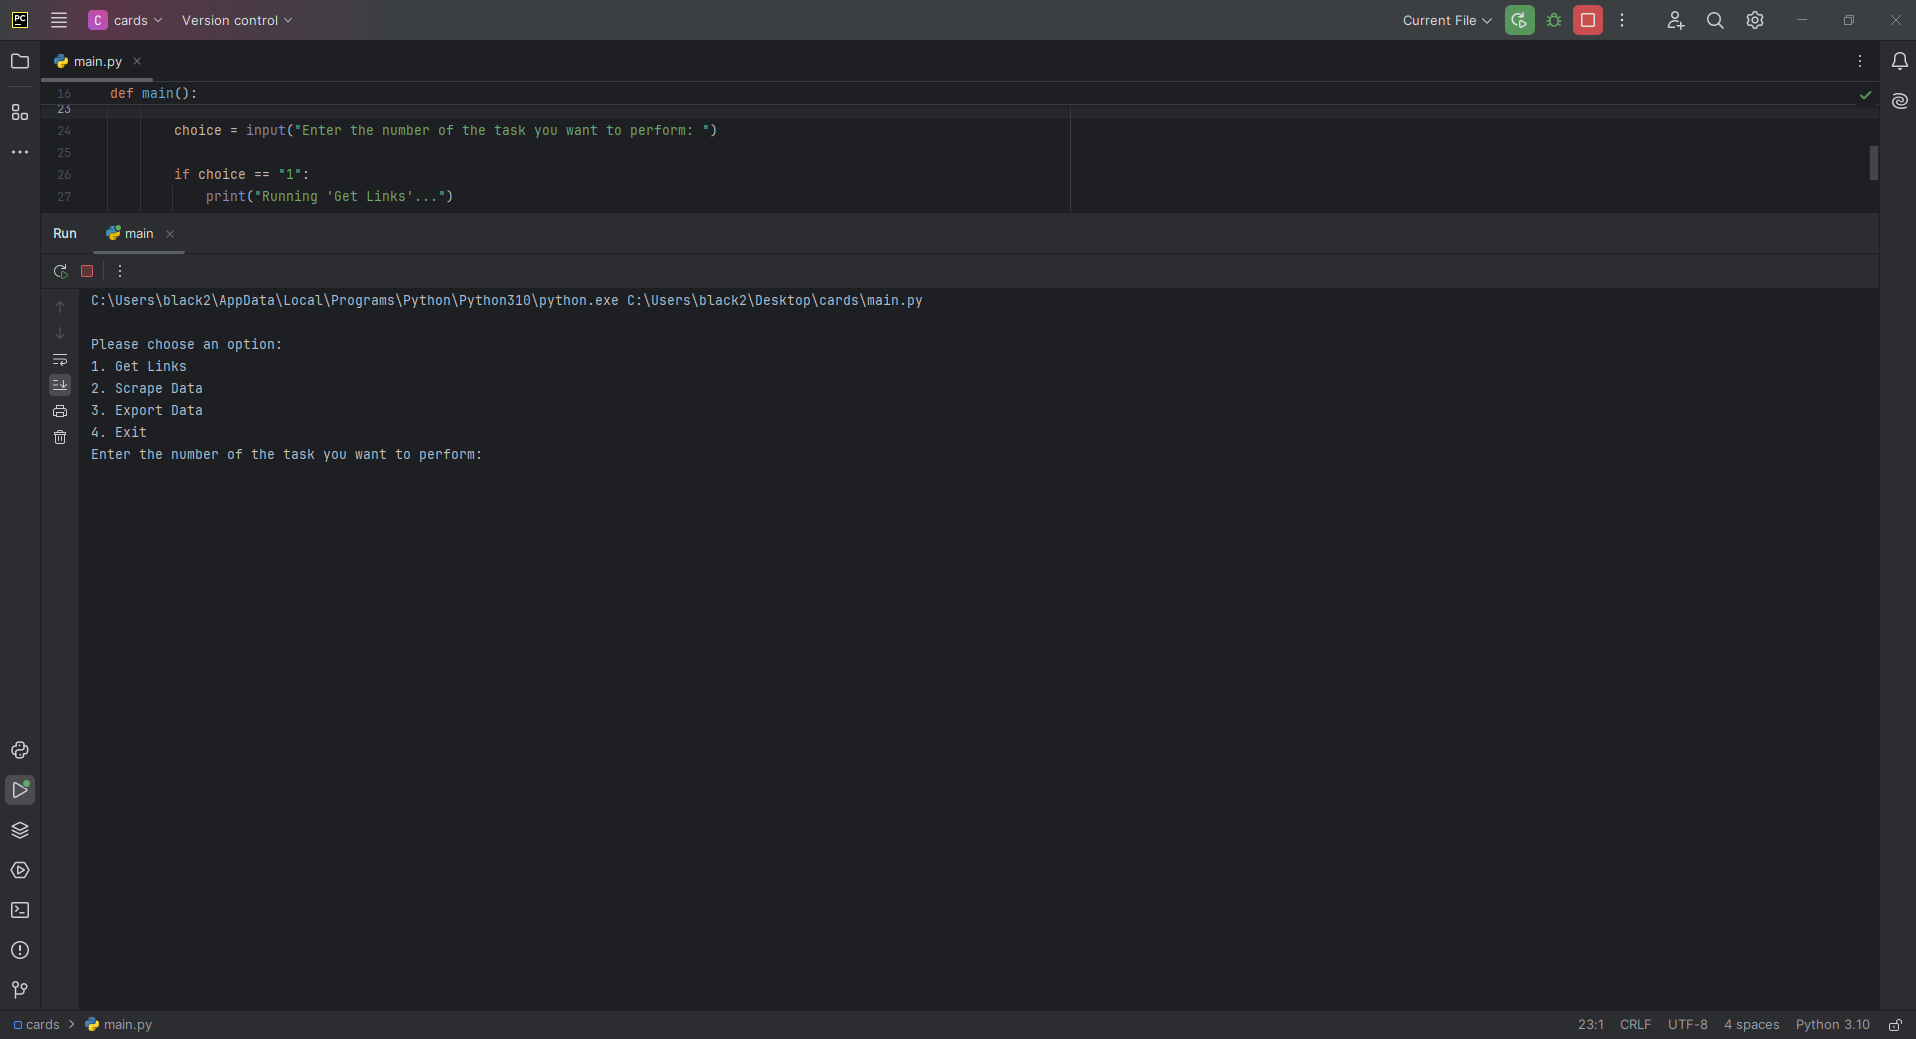 PC
C cards Version control Current File
main.py
16 def main():
23
24 choice = input("Enter the number of the task you want to perform: ")
25
26 if choice == "1":
27 print("Running 'Get Links'...")
Run main
C:\Users\black2\AppData\Local\Programs\Python\Python310\python.exe C:\Users\black2\Desktop\cards\main.py
Please choose an option:
1. Get Links
2. Scrape Data
3. Export Data
4. Exit
Enter the number of the task you want to perform:
cards main.py 23:1 CRLF UTF-8 4 spaces Python 3.10